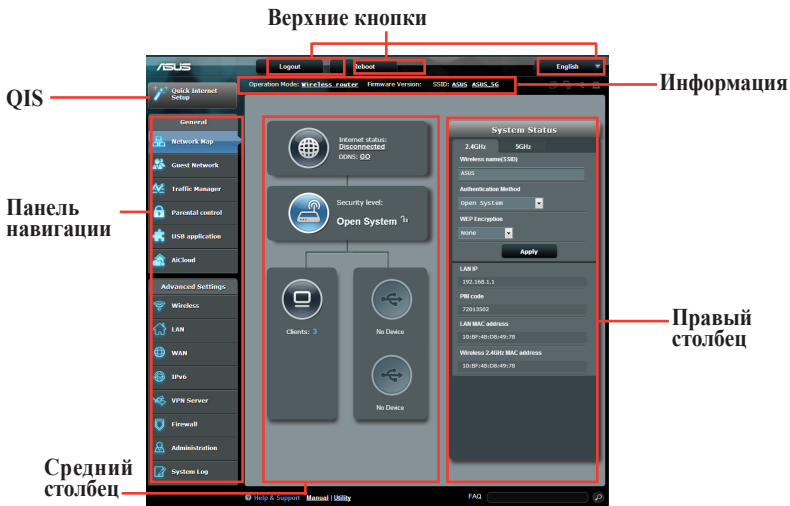 Верхние кнопки
ASUS
Logout
Reboot
English
Информация
QIS
Quick Internet
Setup
Operation Mode: Wireless router Firmware Version: SSID: ASUS ASUS_5G
Панель
навигации
General
Network Map
Guest Network
Traffic Manager
Parental control
USB application
AiCloud
Advanced Settings
Wireless
LAN
WAN
IPv6
VPN Server
Firewall
Administration
System Log
Internet status:
Disconnected
DDNS: GO
Security level:
Open System
Clients: 3
No Device
No Device
System Status
2.4GHz 5GHz
Wireless name(SSID)
ASUS
Authentication Method
Open System
WEP Encryption
None
Apply
LAN IP
192.168.1.1
PIN code
72013502
LAN MAC address
10:BF:48:D8:49:78
Wireless 2.4GHz MAC address
10:BF:48:D8:49:78
Правый
столбец
Средний
столбец
Help & Support Manual | Utility
FAQ